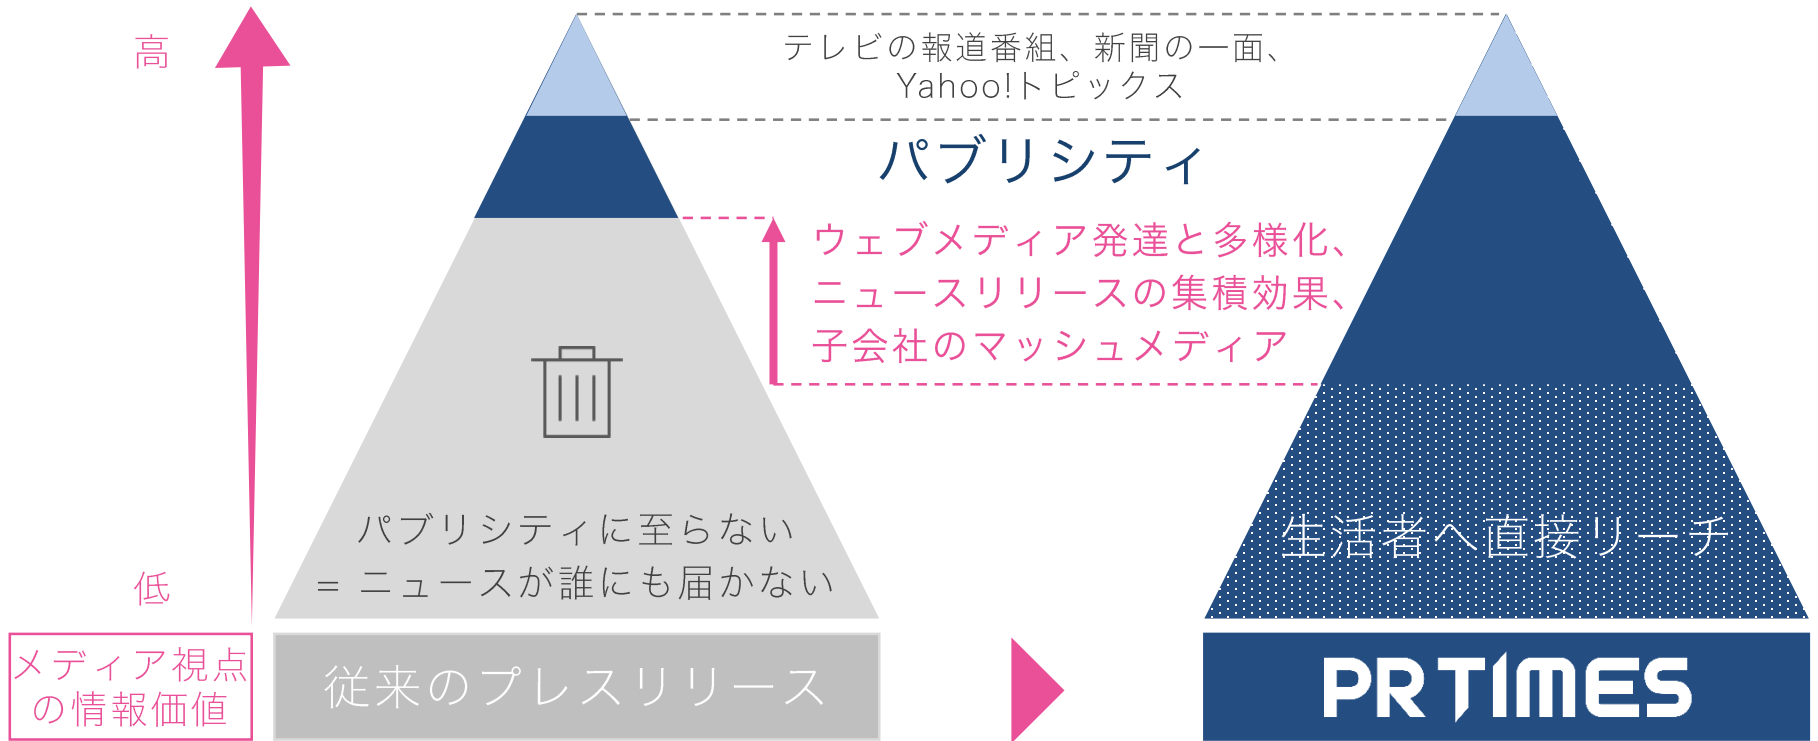 高
テレビの報道番組、新聞の一面、
Yahoo!トピックス
パブリシティ
ウェブメディア発達と多様化、
ニュースリリースの集積効果、
子会社のマッシュメディア
パブリシティに至らない
= ニュースが誰にも届かない
生活者へ直接リーチ
低
メディア視点
の情報価値
従来のプレスリリース
PR TIMES